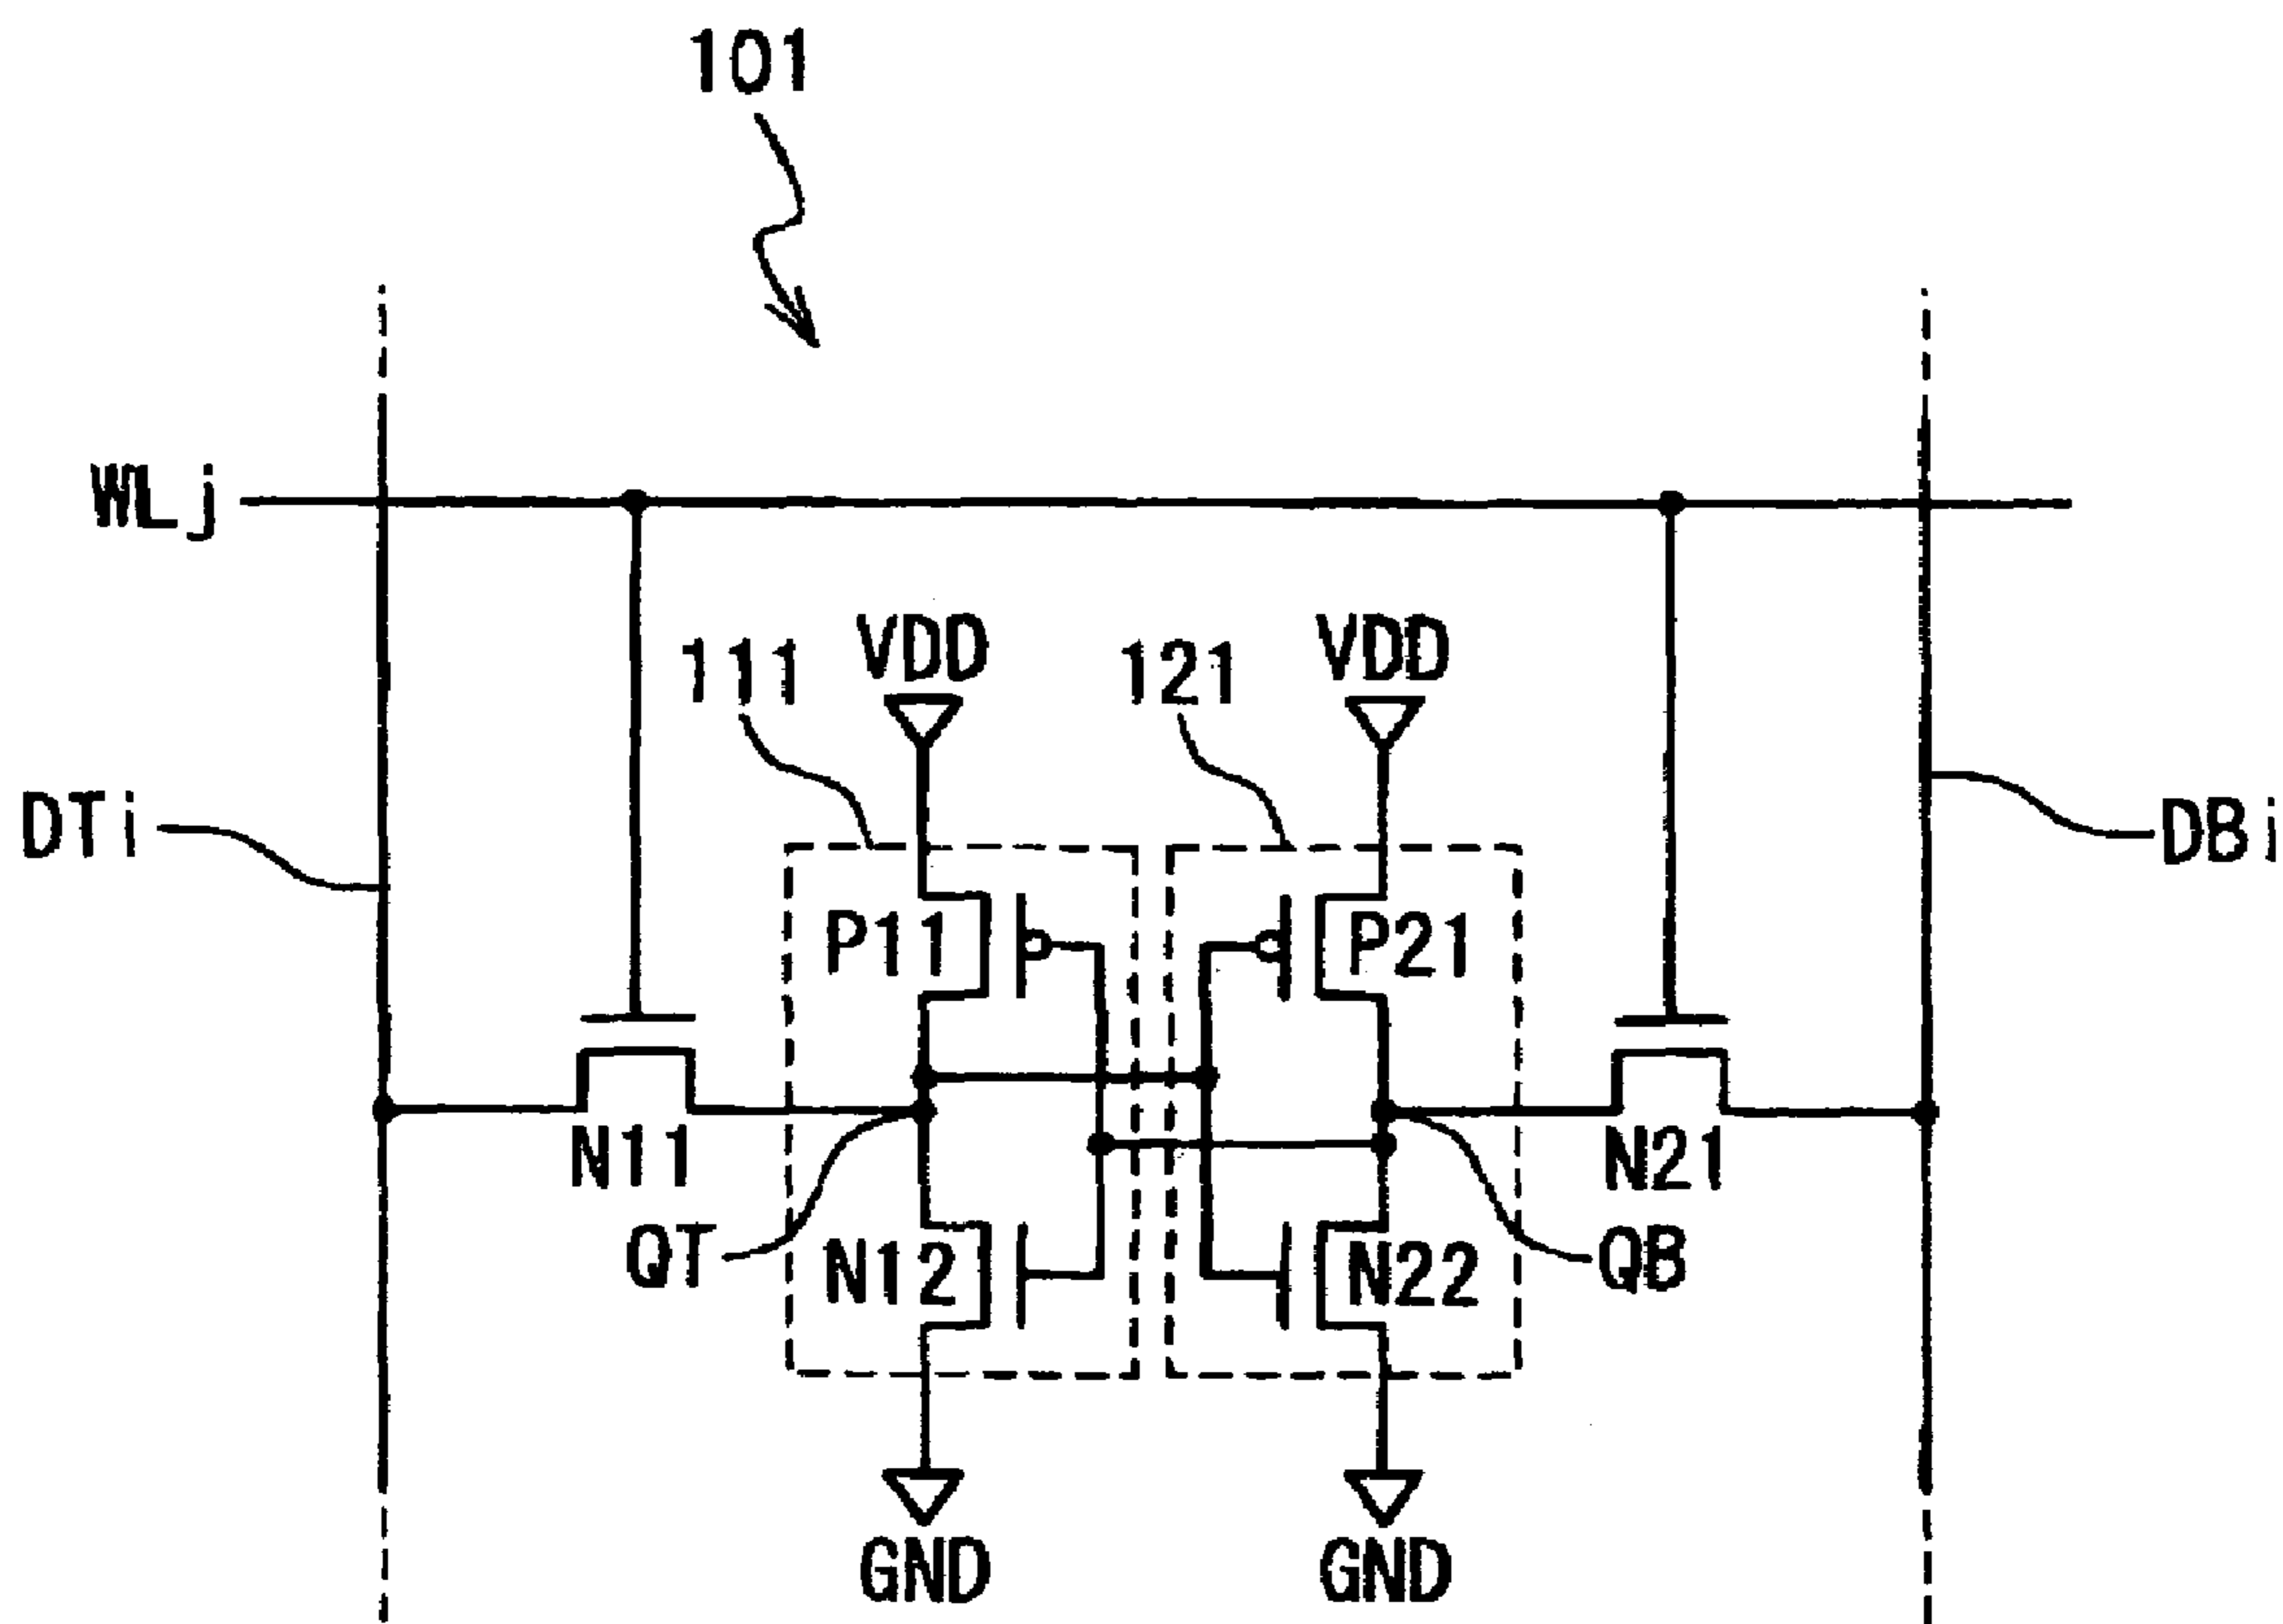 101
WLj
VDD
VDD
111
121
DTi
DBi
P11
P21
N11
N21
QT
N12
N22
QB
GND
GND